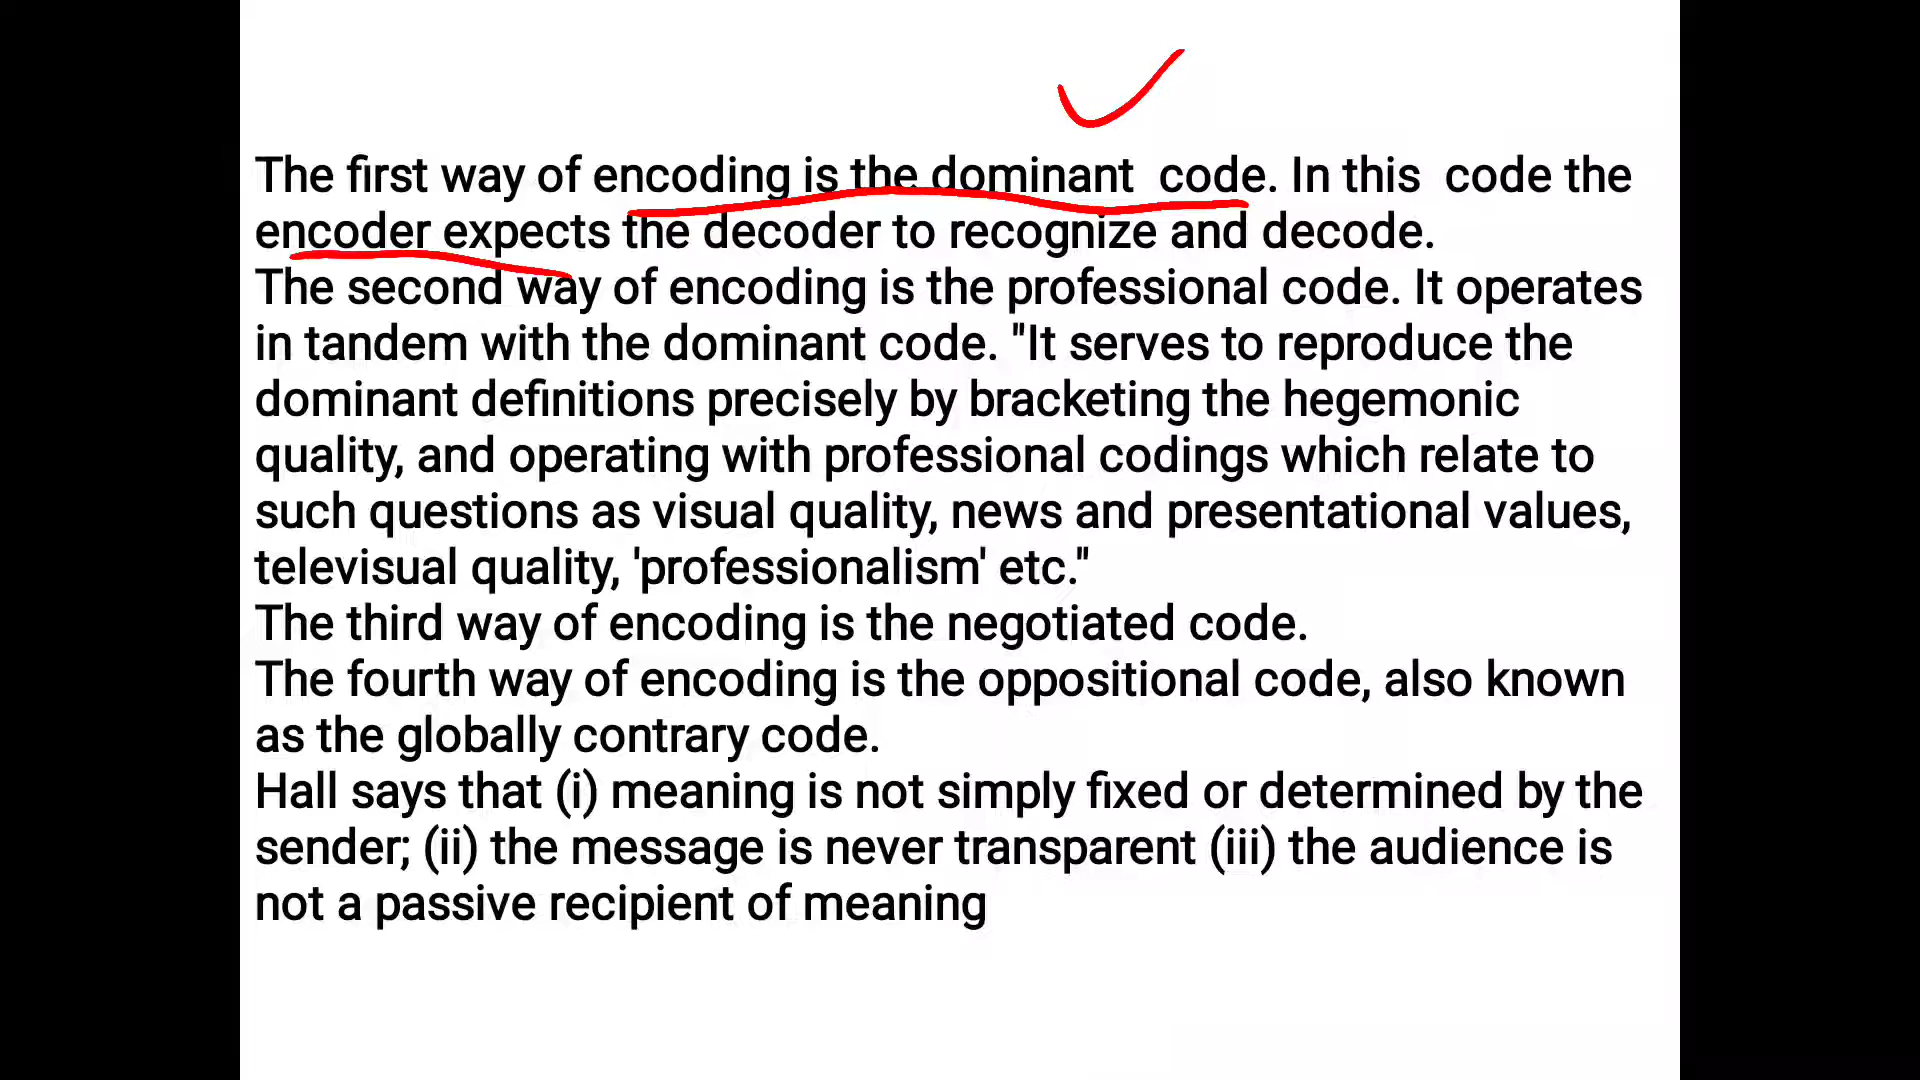 The first way of encoding is the dominant code. In this code the
encoder expects the decoder to recognize and decode.
The second way of encoding is the professional code. It operates
in tandem with the dominant code. "It serves to reproduce the
dominant definitions precisely by bracketing the hegemonic
quality, and operating with professional codings which relate to
such questions as visual quality, news and presentational values,
televisual quality, 'professionalism' etc."
The third way of encoding is the negotiated code.
The fourth way of encoding is the oppositional code, also known
as the globally contrary code.
Hall says that (i) meaning is not simply fixed or determined by the
sender; (ii) the message is never transparent (iii) the audience is
not a passive recipient of meaning